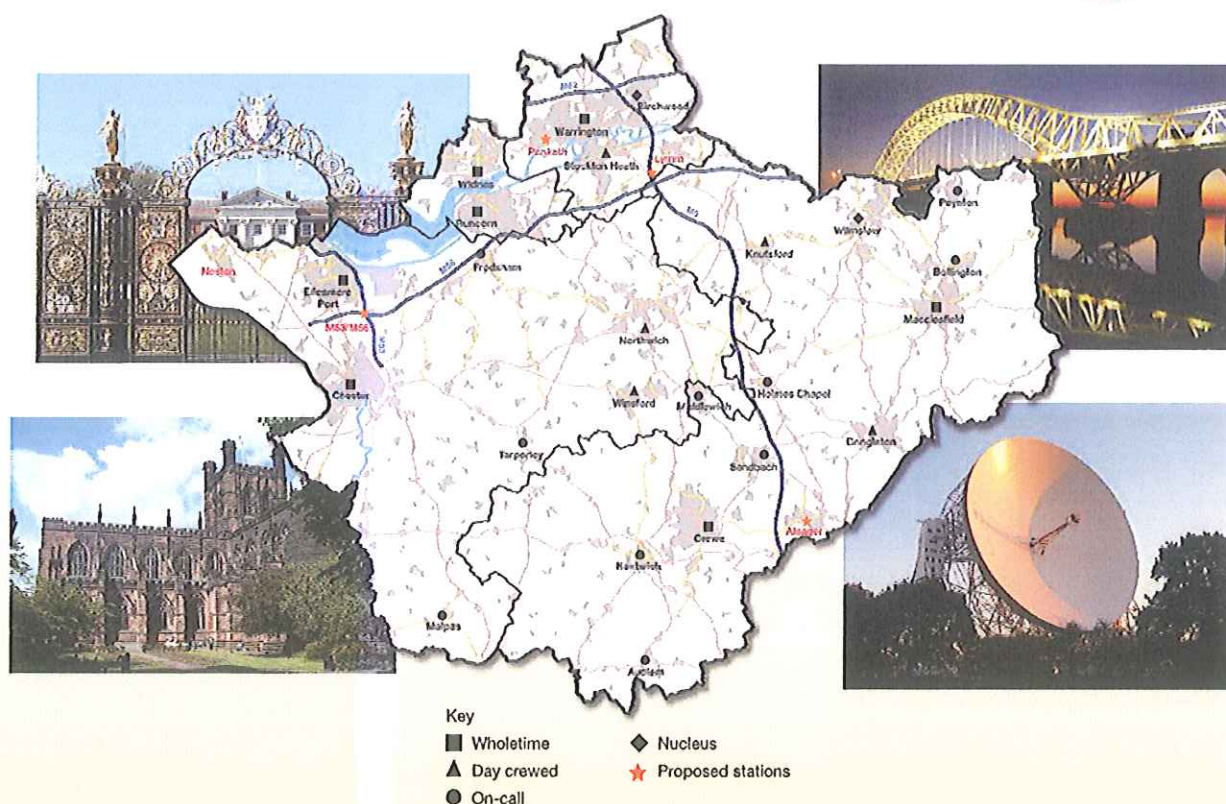 M62
Birchwood
Warrington
Penketh
Stockton Heath
Lymm
Widnes
Runcorn
Poynton
M6
Wilmslow
Knutsford
Bollington
Neston
M56
Frodsham
Ellesmere
Port
Macclesfield
M53/M56
M53
Northwich
Chester
Holmes Chapel
Winsford
Middlewich
Congleton
Tarporley
Sandbach
Alsager
Crewe
Nantwich
Malpas
Audlem
Key
Wholetime
Nucleus
Day crewed
Proposed stations
On-call